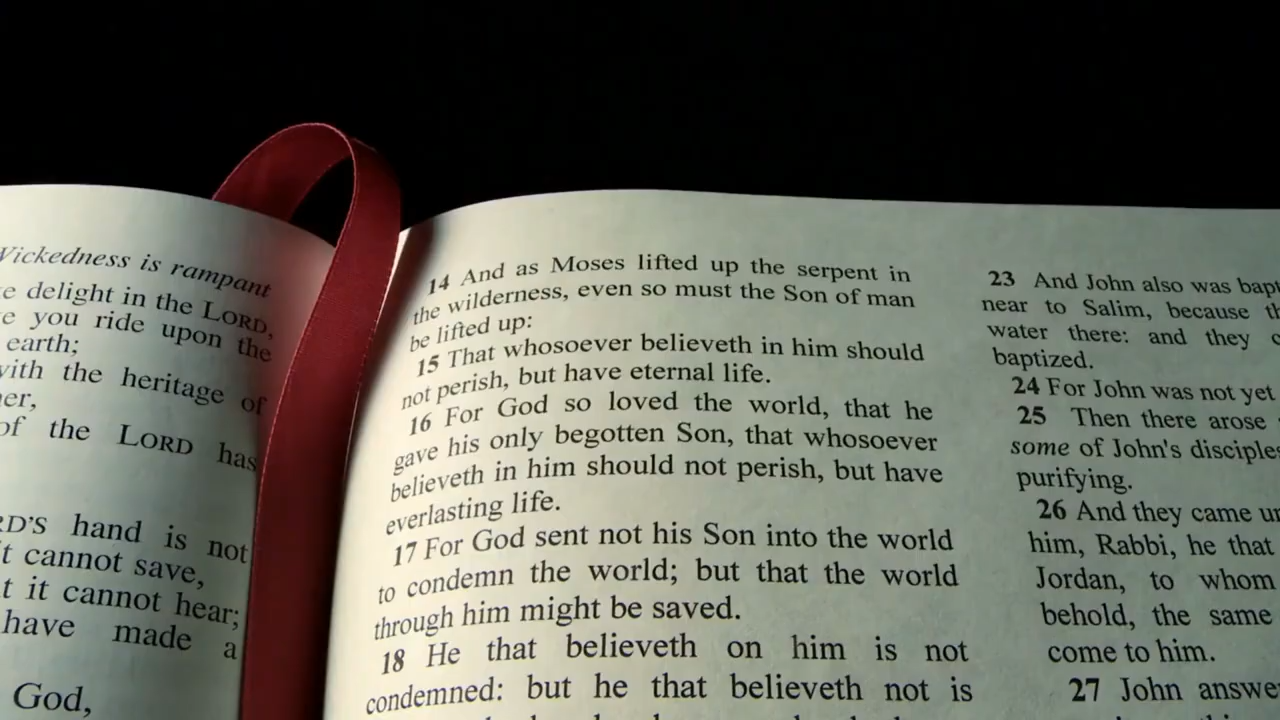 Wickedness is rampant
delight in the LORD,
you ride upon the
earth;
with the heritage of
of the LORD has
hand is not
it cannot save,
it cannot hear;
have made a
God,
14 And as Moses lifted up the serpent in
the wilderness, even so must the Son of man
be lifted up:
15 That whosoever believeth in him should
not perish, but have eternal life.
16 For God so loved the world, that he
gave his only begotten Son, that whosoever
believeth in him should not perish, but have
everlasting life.
17 For God sent not his Son into the world
to condemn the world; but that the world
through him might be saved.
18 He that believeth on him is not
condemned: but he that believeth not is
23 And John also was
near to Salim, because
water there: and they
baptized.
24 For John was not yet
25 Then there arose
some of John's disciples
purifying.
26 And they came
him, Rabbi, he that
Jordan, to whom
behold, the same
come to him.
27 John